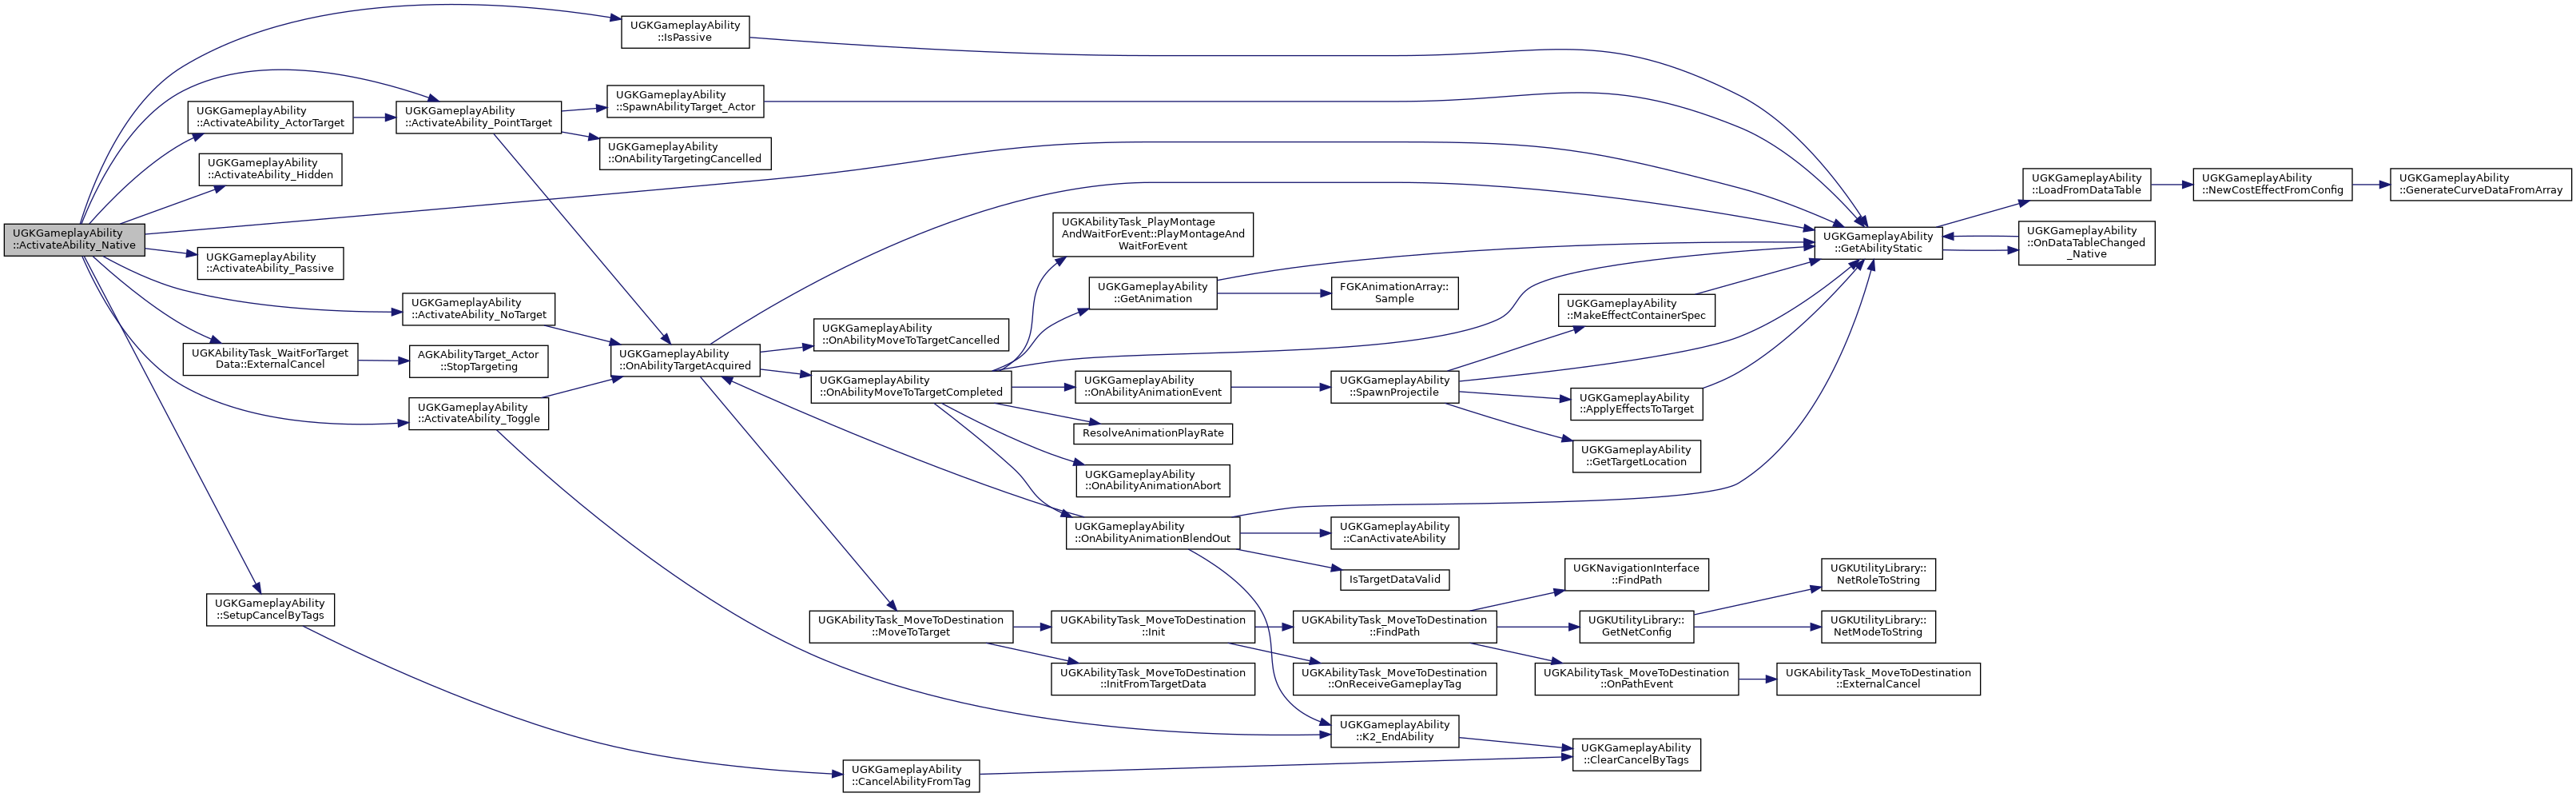 UGKGameplayAbility
::ActivateAbility_Native
UGKGameplayAbility
::IsPassive
UGKGameplayAbility
::ActivateAbility_ActorTarget
UGKGameplayAbility
::ActivateAbility_PointTarget
UGKGameplayAbility
::SpawnAbilityTarget_Actor
UGKGameplayAbility
::OnAbilityTargetingCancelled
UGKGameplayAbility
::ActivateAbility_Hidden
UGKGameplayAbility
::ActivateAbility_Passive
UGKGameplayAbility
::ActivateAbility_NoTarget
UGKAbilityTask_WaitForTarget
Data::ExternalCancel
AGKAbilityTarget_Actor
::StopTargeting
UGKGameplayAbility
::ActivateAbility_Toggle
UGKGameplayAbility
::SetupCancelByTags
UGKGameplayAbility
::CancelAbilityFromTag
UGKGameplayAbility
::OnAbilityTargetAcquired
UGKGameplayAbility
::OnAbilityMoveToTargetCancelled
UGKGameplayAbility
::OnAbilityMoveToTargetCompleted
UGKAbilityTask_MoveToDestination
::MoveToTarget
UGKAbilityTask_PlayMontage
AndWaitForEvent::PlayMontageAnd
WaitForEvent
UGKGameplayAbility
::GetAnimation
FGKAnimationArray::
Sample
UGKGameplayAbility
::OnAbilityAnimationEvent
ResolveAnimationPlayRate
UGKGameplayAbility
::OnAbilityAnimationAbort
UGKGameplayAbility
::OnAbilityAnimationBlendOut
UGKGameplayAbility
::SpawnProjectile
UGKGameplayAbility
::MakeEffectContainerSpec
UGKGameplayAbility
::ApplyEffectsToTarget
UGKGameplayAbility
::GetTargetLocation
UGKGameplayAbility
::CanActivateAbility
IsTargetDataValid
UGKAbilityTask_MoveToDestination
::Init
UGKAbilityTask_MoveToDestination
::InitFromTargetData
UGKAbilityTask_MoveToDestination
::FindPath
UGKAbilityTask_MoveToDestination
::OnReceiveGameplayTag
UGKNavigationInterface
::FindPath
UGKUtilityLibrary::
GetNetConfig
UGKUtilityLibrary::
NetRoleToString
UGKUtilityLibrary::
NetModeToString
UGKAbilityTask_MoveToDestination
::OnPathEvent
UGKAbilityTask_MoveToDestination
::ExternalCancel
UGKGameplayAbility
::K2_EndAbility
UGKGameplayAbility
::ClearCancelByTags
UGKGameplayAbility
::GetAbilityStatic
UGKGameplayAbility
::LoadFromDataTable
UGKGameplayAbility
::NewCostEffectFromConfig
UGKGameplayAbility
::GenerateCurveDataFromArray
UGKGameplayAbility
::OnDataTableChanged
_Native